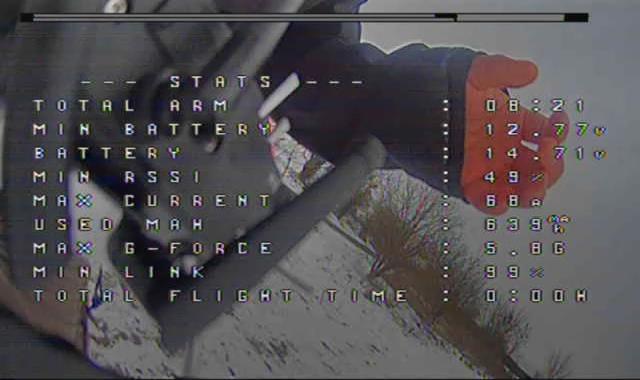 --- STATS ---
TOTAL ARM : 08:21
MIN BATTERY : 12.77V
BATTERY : 14.71V
MIN RSSI : 49%
MAX CURRENT : 68A
USED MAH : 639MAH
MAX G-FORCE : 5.8G
MIN LINK : 99%
TOTAL FLIGHT TIME : 0:00H